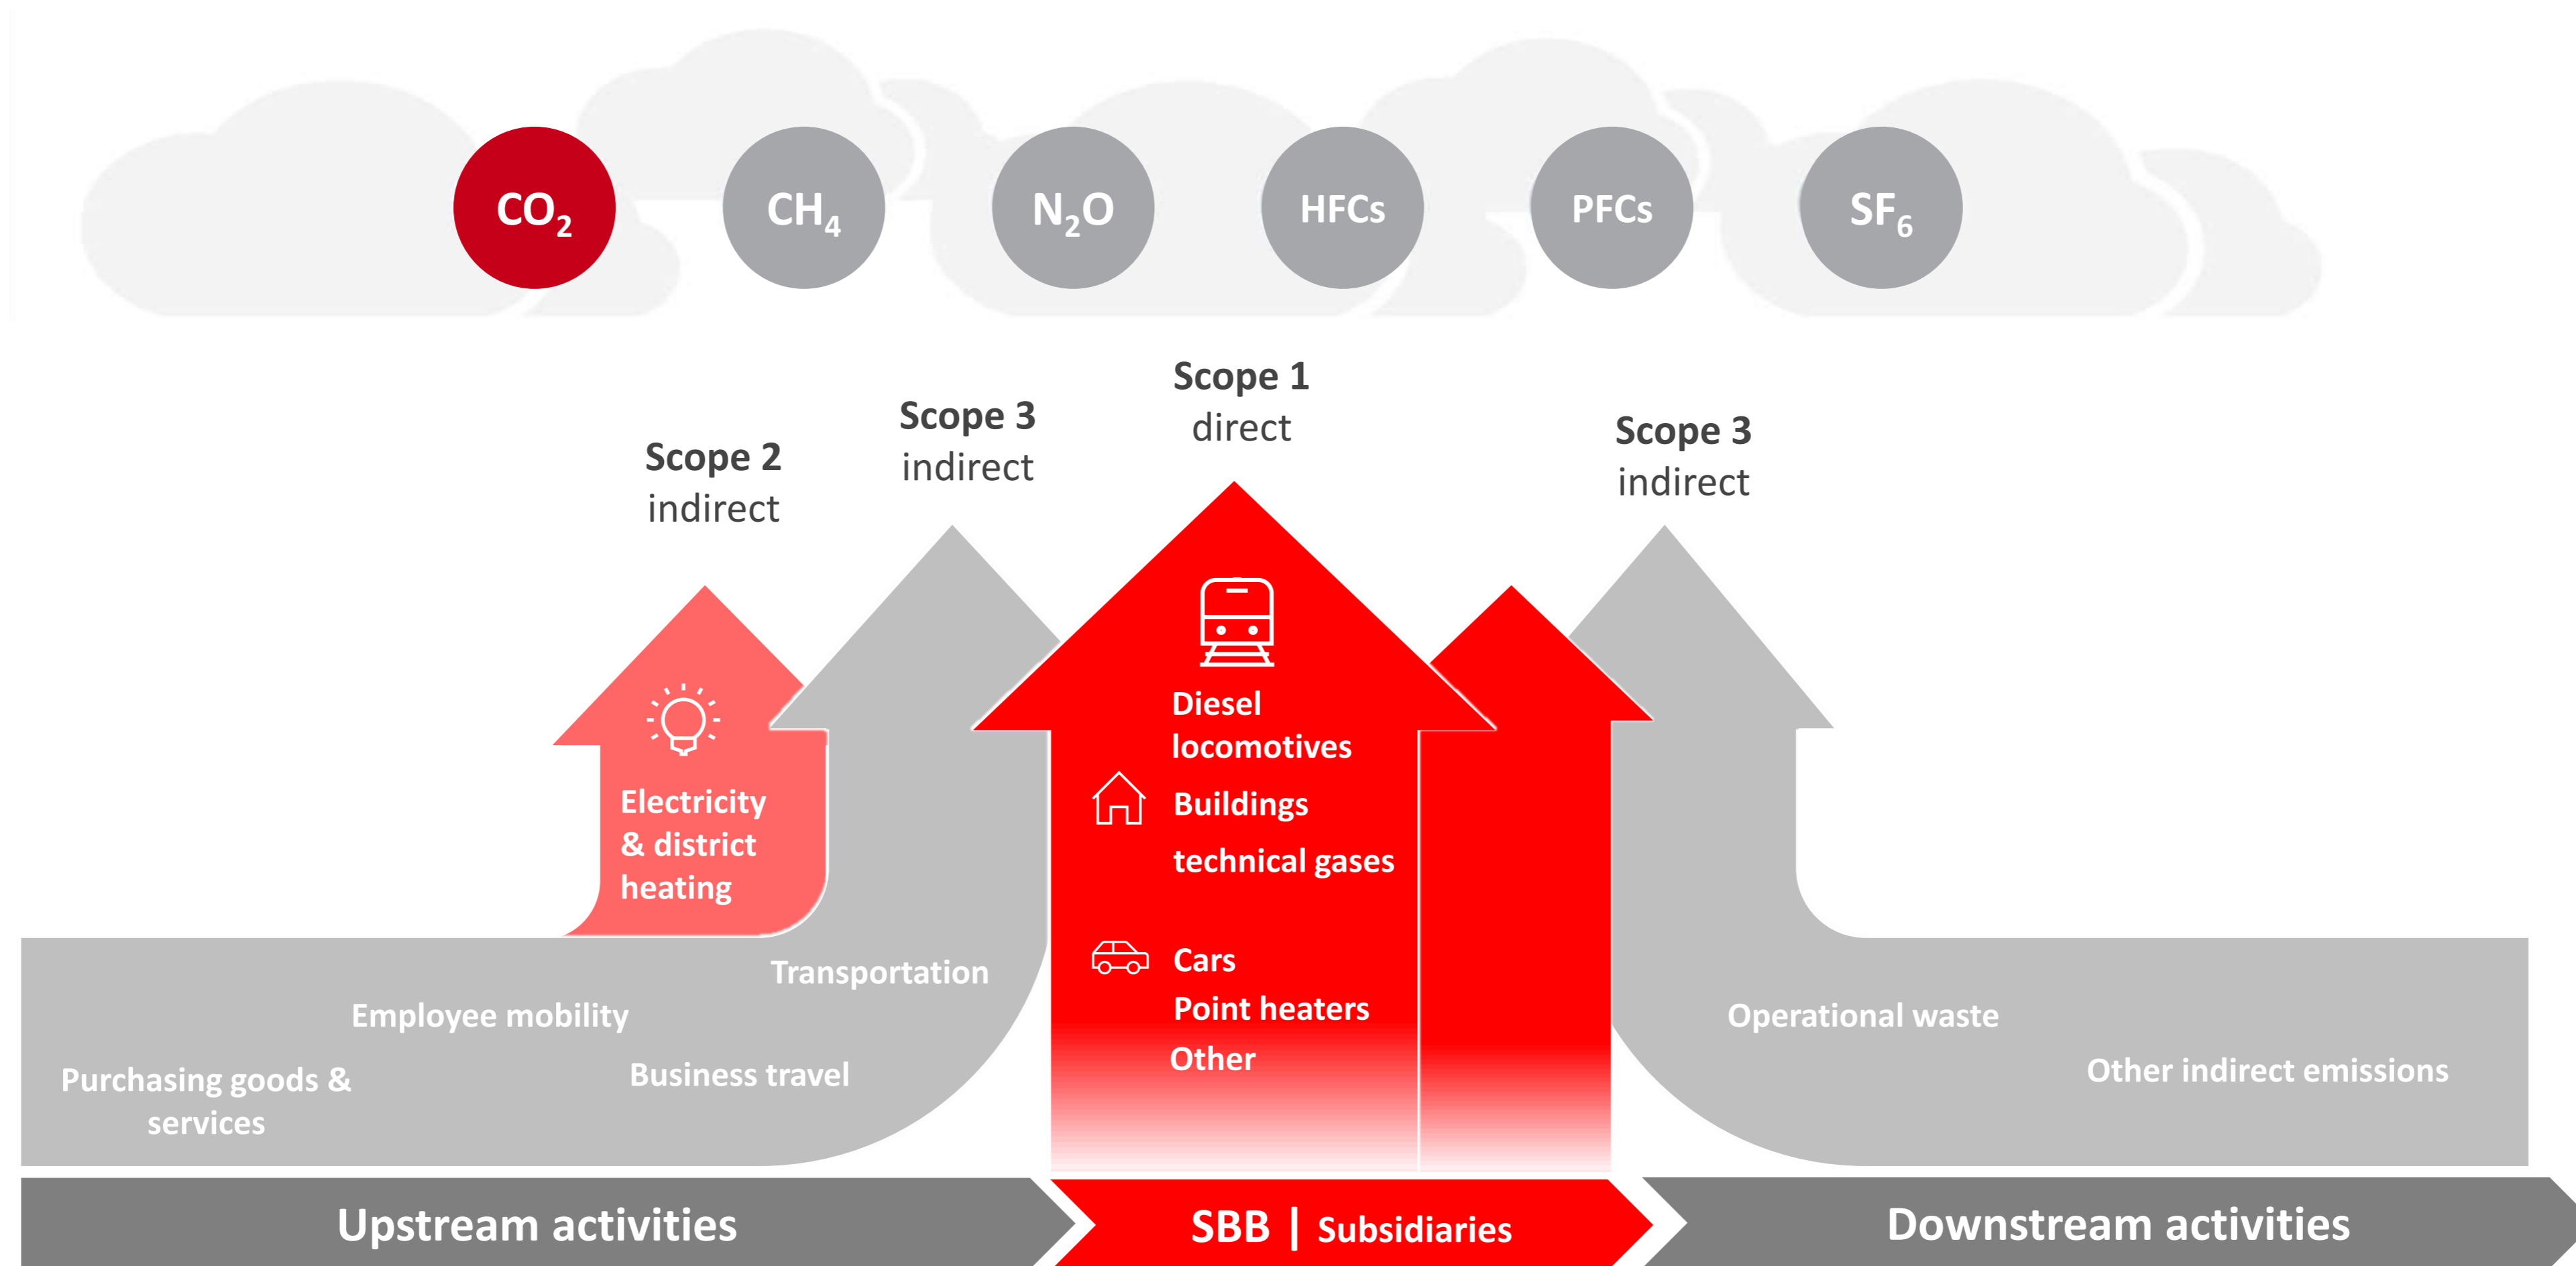 CO₂
CH₄
N₂O
HFCs
PFCs
SF₆
Scope 2
indirect
Scope 3
indirect
Scope 1
direct
Scope 3
indirect
Electricity
& district
heating
Diesel
locomotives
Buildings
technical gases
Cars
Point heaters
Other
Transportation
Employee mobility
Business travel
Purchasing goods &
services
Operational waste
Other indirect emissions
Upstream activities
SBB | Subsidiaries
Downstream activities